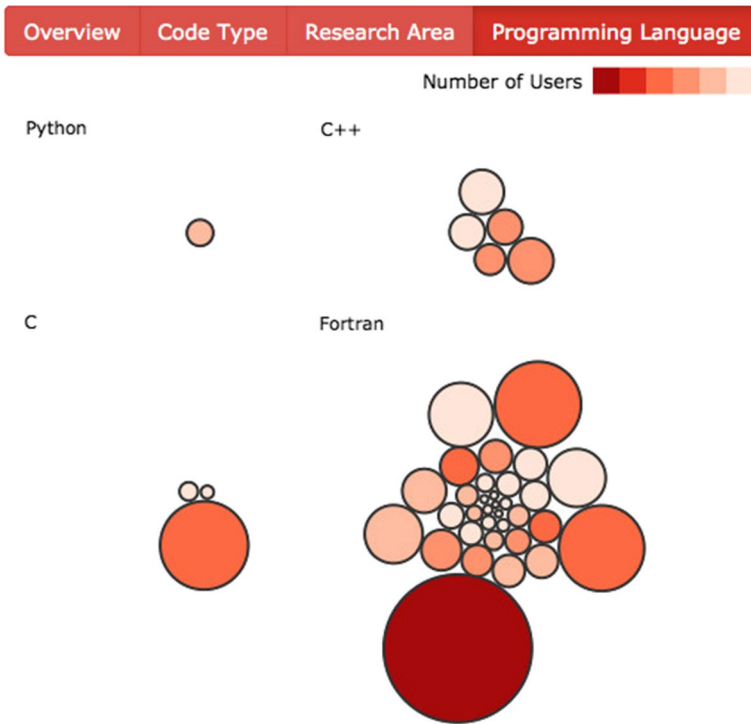 Overview Code Type Research Area Programming Language
Number of Users
Python C++
C Fortran